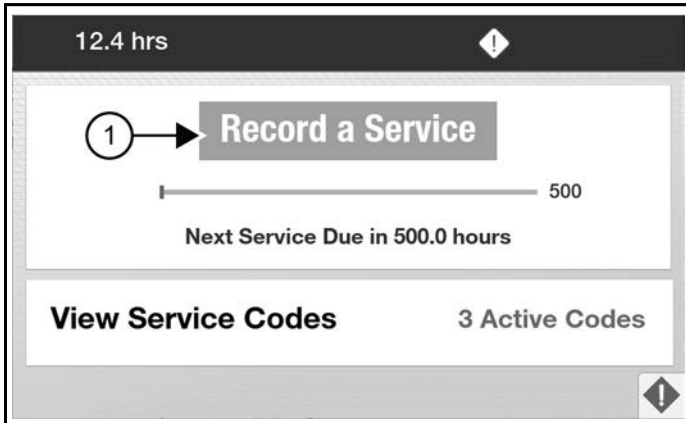 12.4 hrs
!
1
Record a Service
500
Next Service Due in 500.0 hours
View Service Codes
3 Active Codes
!